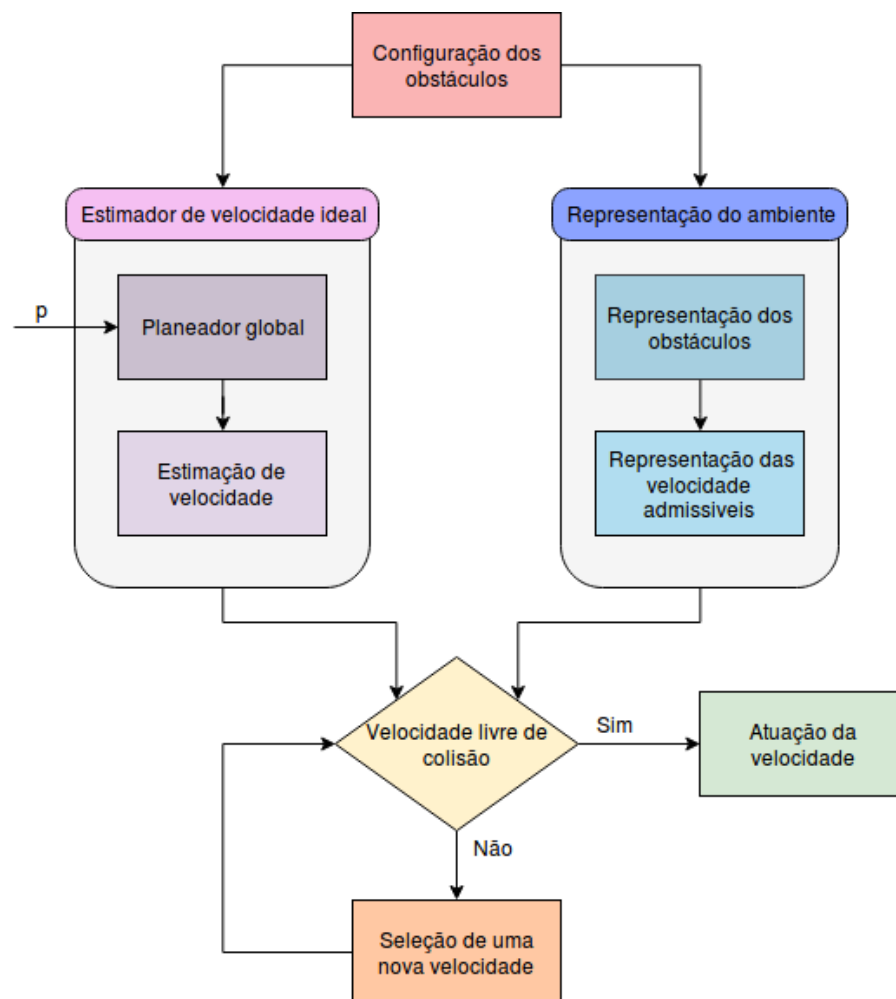 Configuração dos
obstáculos
Estimador de velocidade ideal
Representação do ambiente
p
Planeador global
Representação dos
obstáculos
Estimação de
velocidade
Representação das
velocidade
admissiveis
Velocidade livre de
colisão
Sim
Atuação da
velocidade
Não
Seleção de uma
nova velocidade